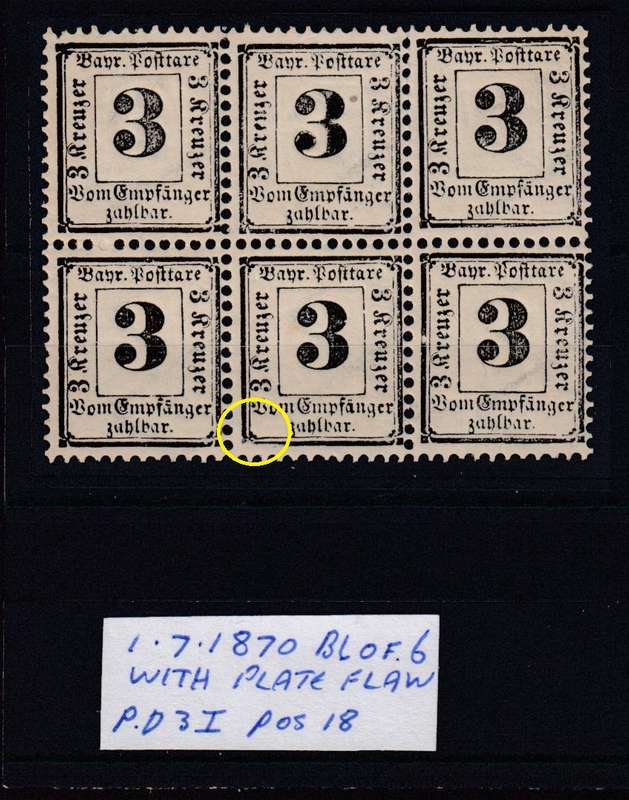 Bayr. Posttaxe
3 Kreuzer
3
3 Kreuzer
Vom Empfänger
zahlbar.
Bayr. Posttaxe
3 Kreuzer
3
3 Kreuzer
Vom Empfänger
zahlbar.
Bayr. Posttaxe
3 Kreuzer
3
3 Kreuzer
Vom Empfänger
zahlbar.
Bayr. Posttaxe
3 Kreuzer
3
3 Kreuzer
Vom Empfänger
zahlbar.
Bayr. Posttaxe
3 Kreuzer
3
3 Kreuzer
Vom Empfänger
zahlbar.
Bayr. Posttaxe
3 Kreuzer
3
3 Kreuzer
Vom Empfänger
zahlbar.
1.7.1870 BLOF.6
WITH PLATE FLAW
P.D3I POS 18